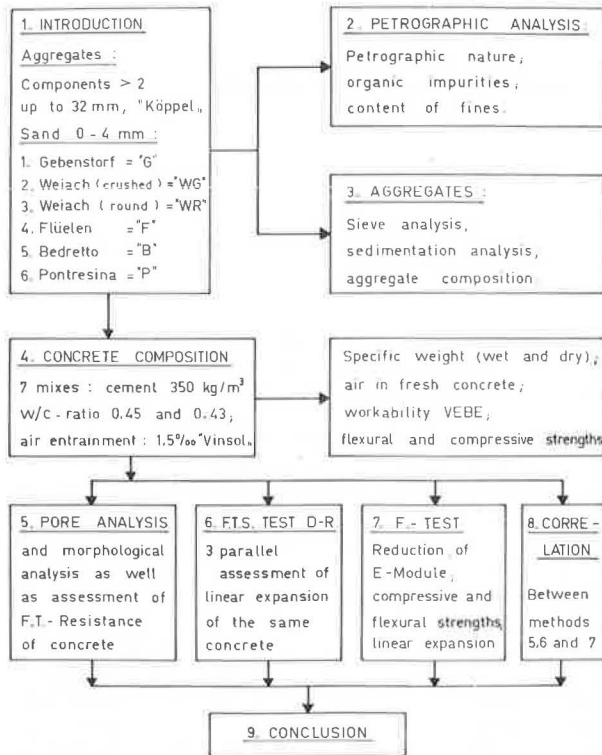 1. INTRODUCTION
Aggregates :
Components > 2
up to 32 mm, "Köppel"
Sand 0-4 mm :
1. Gebenstorf = "G"
2. Weiach (crushed) = "WG"
3. Weiach (round) = "WR"
4. Flüelen = "F"
5. Bedretto = "B"
6. Pontresina = "P"
2. PETROGRAPHIC ANALYSIS:
Petrographic nature,
organic impurities,
content of fines.
3. AGGREGATES :
Sieve analysis,
sedimentation analysis,
aggregate composition
4. CONCRETE COMPOSITION
7 mixes : cement 350 kg/m³
W/C - ratio 0.45 and 0.43;
air entrainment : 1.5‰ "Vinsol"
Specific weight (wet and dry);
air in fresh concrete;
workability VEBE;
flexural and compressive strengths
5. PORE ANALYSIS
and morphological
analysis as well
as assessment of
F.T.- Resistance
of concrete
6. F.T.S. TEST D-R
3 parallel
assessment of
linear expansion
of the same
concrete
7. F.- TEST
Reduction of
E-Module;
compressive and
flexural strengths
linear expansion
8. CORRE -
LATION
Between
methods
5,6 and 7
9. CONCLUSION